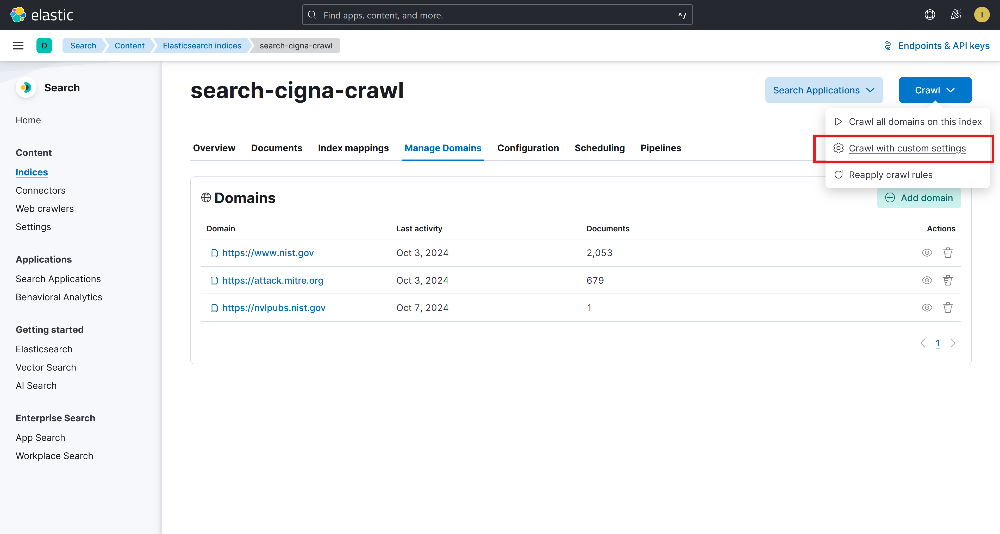 elastic
Find apps, content, and more.
^ /
I
D
Search
Content
Elasticsearch indices
search-cigna-crawl
Endpoints & API keys
Search
Home
Content
Indices
Connectors
Web crawlers
Settings
Applications
Search Applications
Behavioral Analytics
Getting started
Elasticsearch
Vector Search
AI Search
Enterprise Search
App Search
Workplace Search
search-cigna-crawl
Search Applications
Crawl
Crawl all domains on this index
Crawl with custom settings
Reapply crawl rules
Overview
Documents
Index mappings
Manage Domains
Configuration
Scheduling
Pipelines
Domains
Add domain
Domain Last activity Documents Actions
https://www.nist.gov Oct 3, 2024 2,053
https://attack.mitre.org Oct 3, 2024 679
https://nvlpubs.nist.gov Oct 7, 2024 1
1